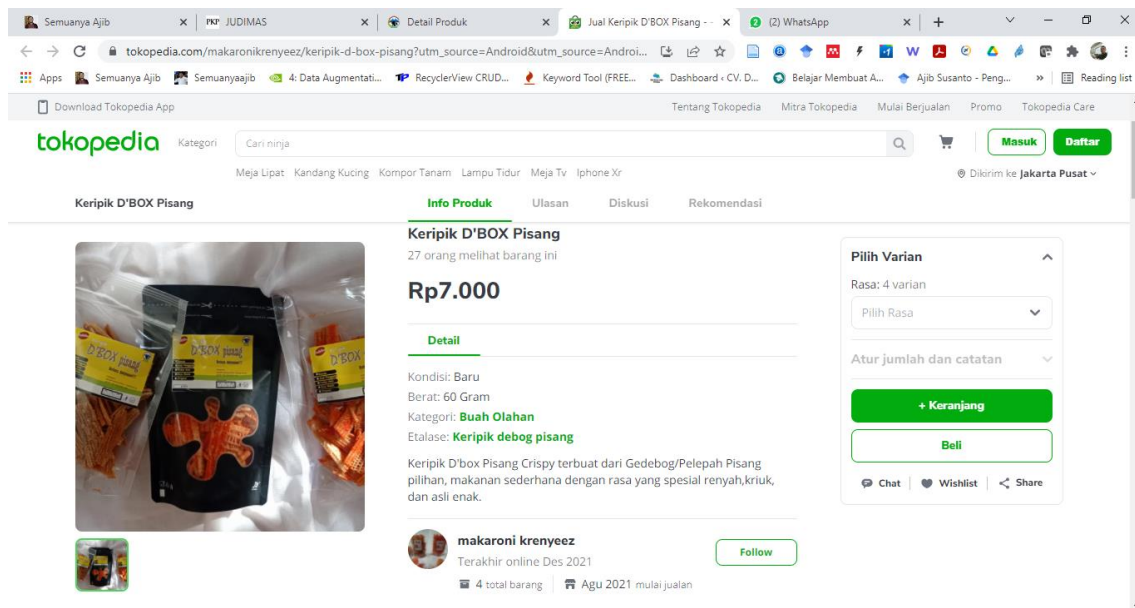 Semuanya Ajib
PKP JUDIMAS
Detail Produk
Jual Keripik D'BOX Pisang - -
(2) WhatsApp
tokopedia.com/makaronikrenyeez/keripik-d-box-pisang?utm_source=Android&utm_source=Androi...
Apps Semuanya Ajib Semuanyaajib 4: Data Augmentati... RecyclerView CRUD... Keyword Tool (FREE... Dashboard ‹ CV. D... Belajar Membuat A... Ajib Susanto - Peng... » Reading list
Download Tokopedia App Tentang Tokopedia Mitra Tokopedia Mulai Berjualan Promo Tokopedia Care
tokopedia Kategori Cari ninja Masuk Daftar
Meja Lipat Kandang Kucing Kompor Tanam Lampu Tidur Meja Tv Iphone Xr Dikirim ke Jakarta Pusat
Keripik D'BOX Pisang Info Produk Ulasan Diskusi Rekomendasi
D'BOX pisang
D'BOX pisang
D'BOX
Keripik D'BOX Pisang
27 orang melihat barang ini
Rp7.000
Detail
Kondisi: Baru
Berat: 60 Gram
Kategori: Buah Olahan
Etalase: Keripik debog pisang
Keripik D'box Pisang Crispy terbuat dari Gedebog/Pelepah Pisang
pilihan, makanan sederhana dengan rasa yang spesial renyah,kriuk,
dan asli enak.
makaroni krenyeez
Terakhir online Des 2021
Follow
4 total barang Agu 2021 mulai jualan
Pilih Varian
Rasa: 4 varian
Pilih Rasa
Atur jumlah dan catatan
+ Keranjang
Beli
Chat Wishlist Share